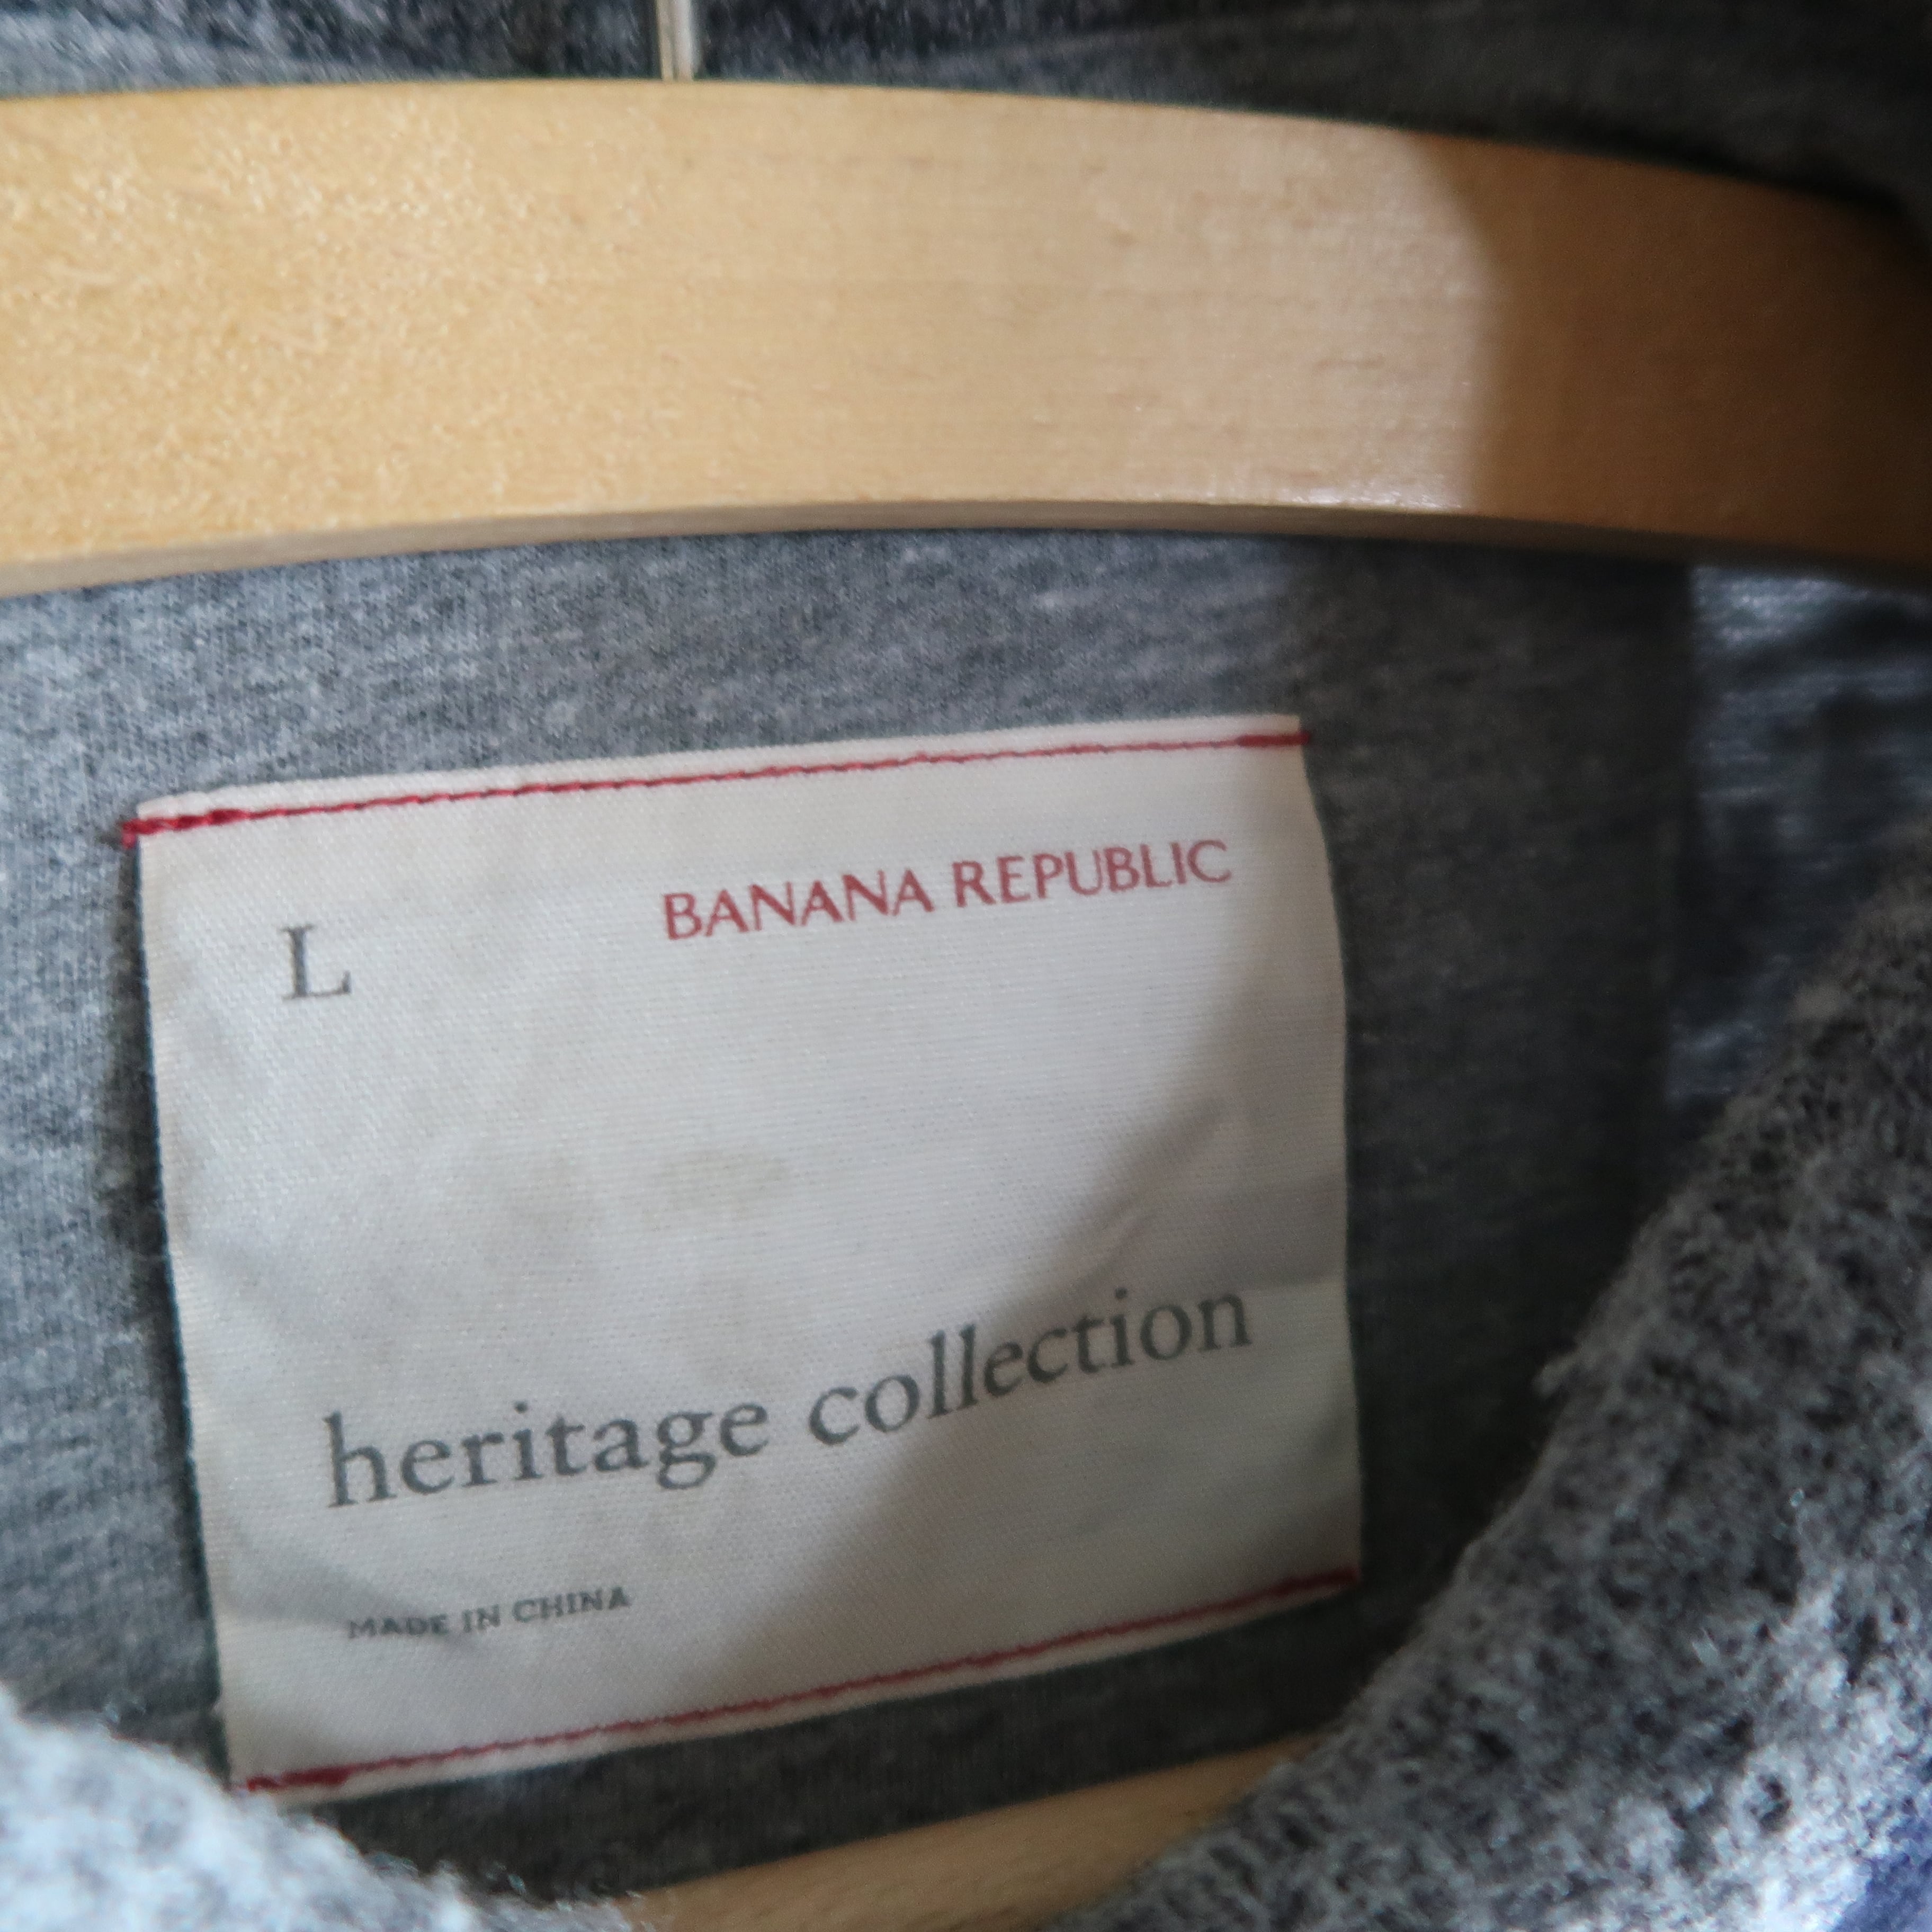 BANANA REPUBLIC
L
heritage collection
MADE IN CHINA